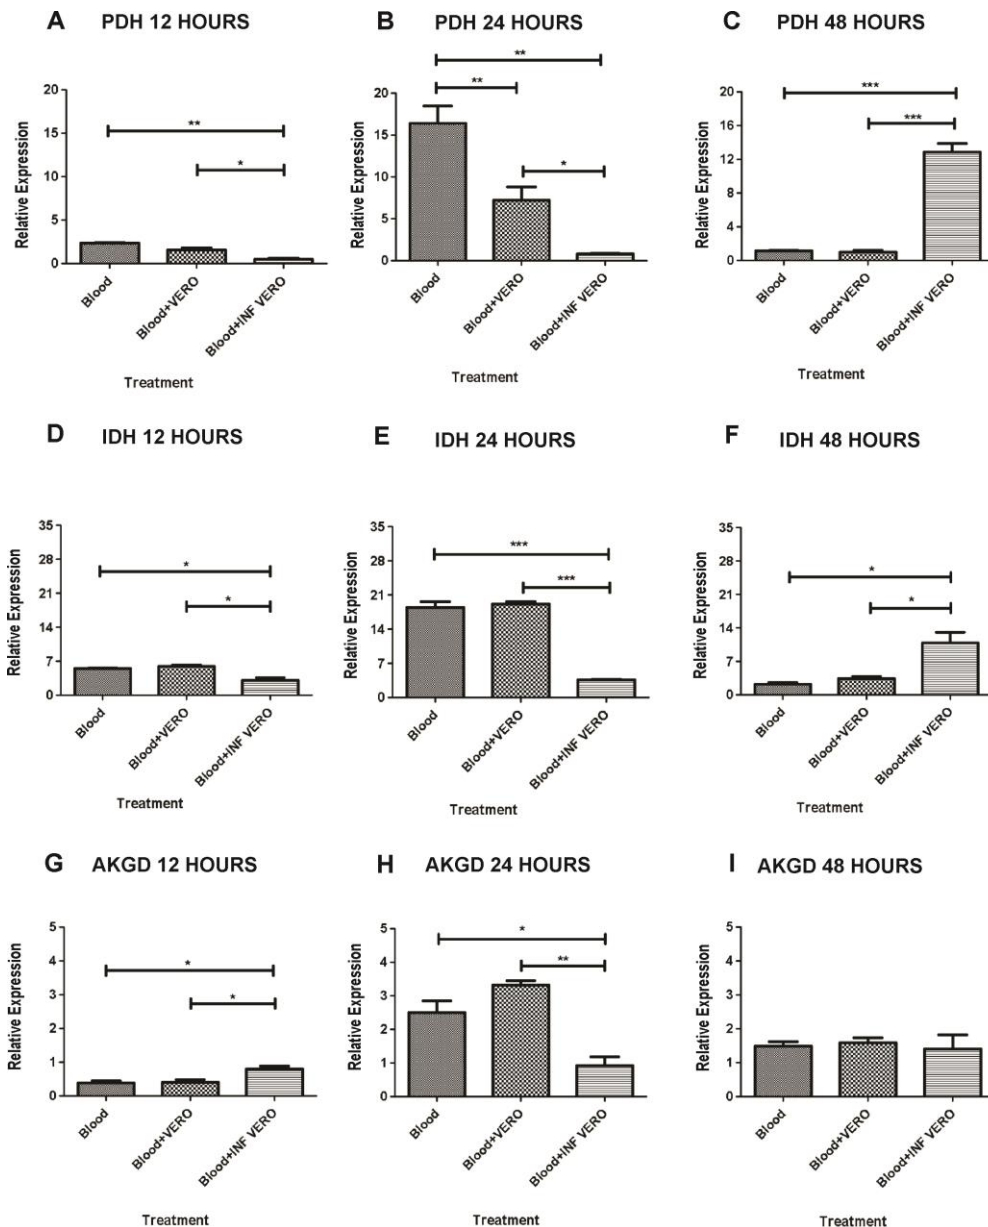 A PDH 12 HOURS
**
*
Relative Expression
20
15
10
5
0
Blood
Blood+VERO
Blood+INF VERO
Treatment
B PDH 24 HOURS
**
**
*
Relative Expression
20
15
10
5
0
Blood
Blood+VERO
Blood+INF VERO
Treatment
C PDH 48 HOURS
***
***
Relative Expression
20
16
12
8
4
0
Blood
Blood+VERO
Blood+INF VERO
Treatment
D IDH 12 HOURS
*
*
Relative Expression
35
28
21
14
7
0
Blood
Blood+VERO
Blood+INF VERO
Treatment
E IDH 24 HOURS
***
***
Relative Expression
35
28
21
14
7
0
Blood
Blood+VERO
Blood+INF VERO
Treatment
F IDH 48 HOURS
*
*
Relative Expression
35
28
21
14
7
0
Blood
Blood+VERO
Blood+INF VERO
Treatment
G AKGD 12 HOURS
*
*
Relative Expression
5
4
3
2
1
0
Blood
Blood+VERO
Blood+INF VERO
Treatment
H AKGD 24 HOURS
*
**
Relative Expression
5
4
3
2
1
0
Blood
Blood+VERO
Blood+INF VERO
Treatment
I AKGD 48 HOURS
Relative Expression
5
4
3
2
1
0
Blood
Blood+VERO
Blood+INF VERO
Treatment